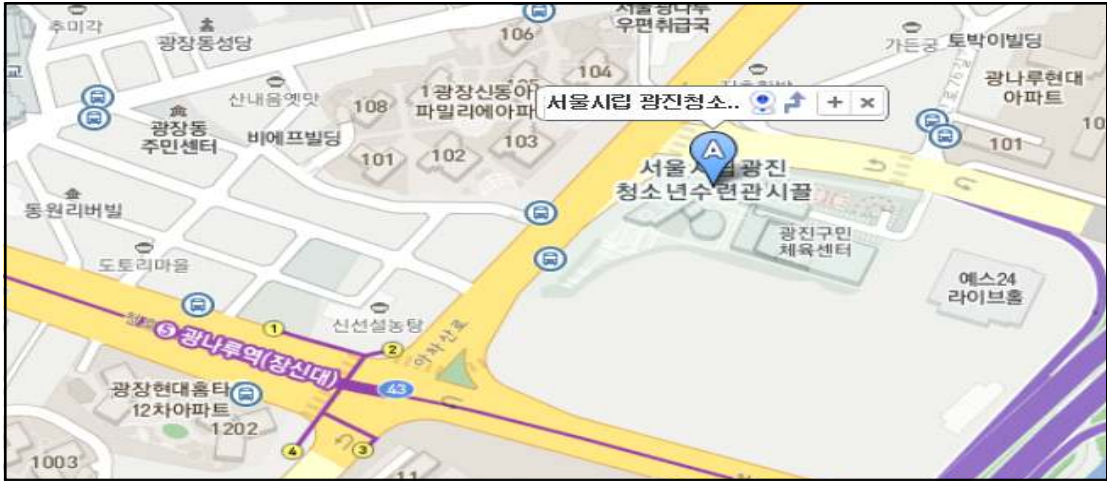 추미각
광장동성당
106
우편취급국
가든궁
토박이빌딩
교
104
105
광나루현대
아파트
산내음옛맛
108
1광장신동아
파밀리에아파
서울시립 광진청소.. + ×
10
광장동
주민센터
비에프빌딩
103
101
102
101
A
서울시립광진
청소년수련관시끌
동원리버빌
광진구민
체육센터
도토리마을
예스24
라이브홀
신선설농탕
아차산로
1
2
5 광나루역(장신대)
43
광장현대홈타
12차아파트
1202
4
3
1003
11